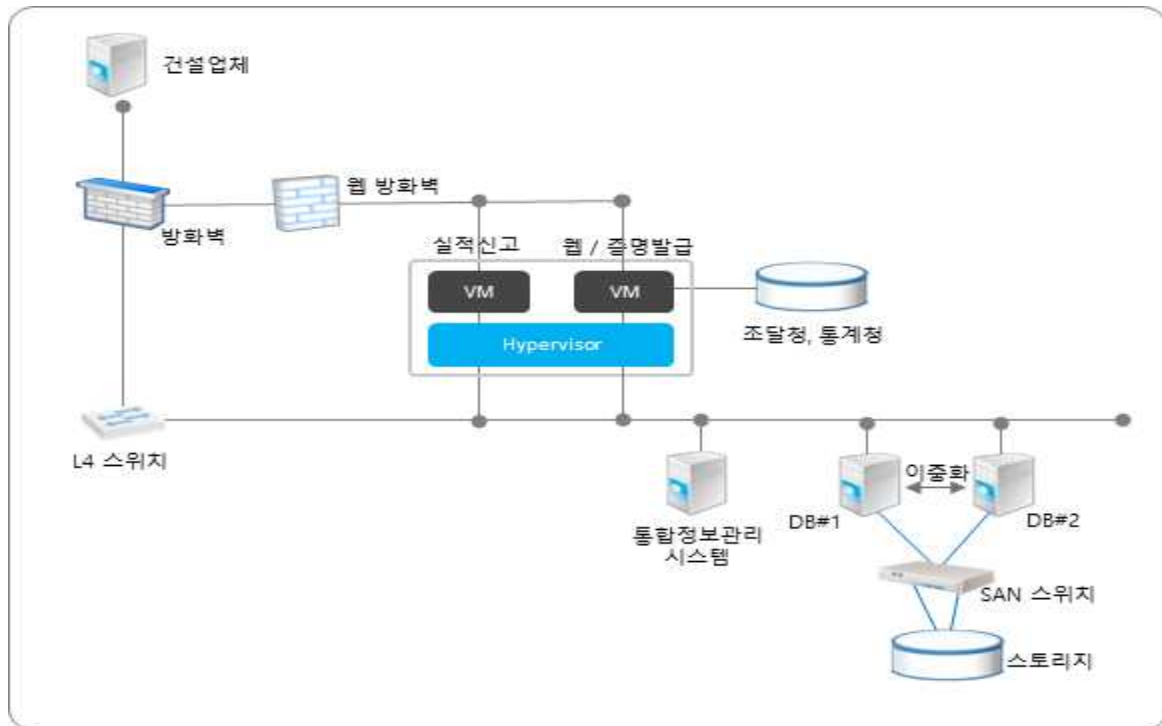 건설업체
웹 방화벽
방화벽
실적신고
웹 / 증명발급
VM
VM
Hypervisor
조달청, 통계청
L4 스위치
이중화
DB#1
DB#2
통합정보관리
시스템
SAN 스위치
스토리지